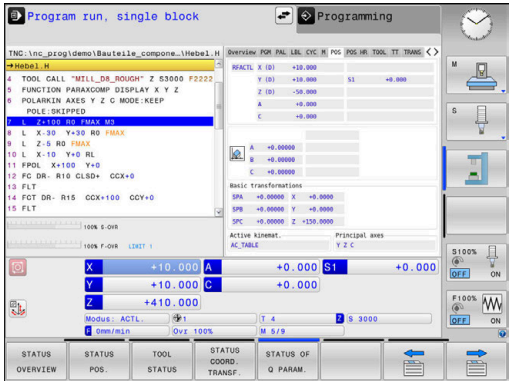 Program run, single block
Programming
TNC:\nc_prog\demo\Bauteile_compone…\Hebel.H
→Hebel.H
4 TOOL CALL "MILL_D8_ROUGH" Z S3000 F2222
5 FUNCTION PARAXCOMP DISPLAY X Y Z
6 POLARKIN AXES Y Z C MODE:KEEP
POLE:SKIPPED
7 L Z+100 R0 FMAX M3
8 L X-30 Y+30 R0 FMAX
9 L Z-5 R0 FMAX
10 L X-10 Y+0 RL
11 FPOL X+100 Y+0
12 FC DR- R10 CLSD+ CCX+0
13 FLT
14 FCT DR- R15 CCX+100 CCY+0
15 FLT
100% S-OVR
100% F-OVR LIMIT 1
Overview PGM PAL LBL CYC M POS POS HR TOOL TT TRANS
RFACTL X (D) +10.000
Y (D) +10.000 S1 +0.000
Z (D) -50.000
A +0.000
C +0.000
A +0.00000
B +0.00000
C +0.00000
Basic transformations
SPA +0.00000 X +0.0000
SPB +0.00000 Y +0.0000
SPC +0.00000 Z +150.0000
Active kinemat. Principal axes
AC_TABLE Y Z C
X +10.000 A +0.000 S1 +0.000
Y +10.000 C +0.000
Z +410.000
Modus: ACTL. 1 T 4 Z S 3000
F 0mm/min Ovr 100% M 5/9
M
S
S100%
OFF ON
F100%
OFF ON
STATUS OVERVIEW
STATUS POS.
TOOL STATUS
STATUS COORD. TRANSF.
STATUS OF Q PARAM.